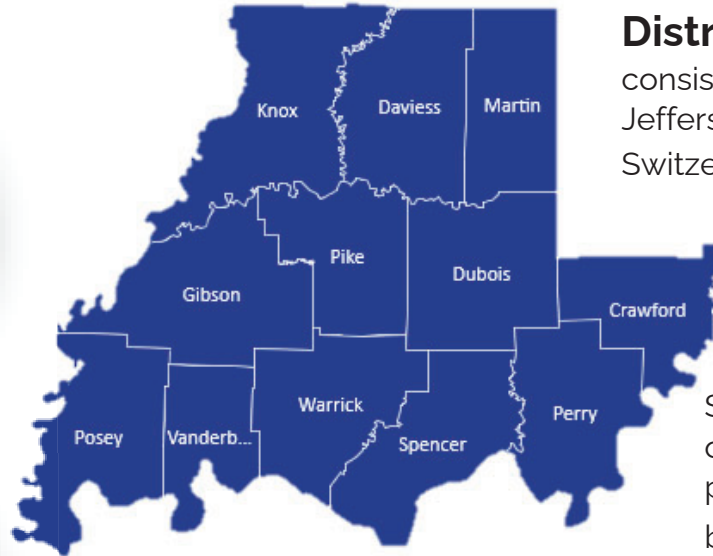 Distr
consis
Jeffers
Switze
Knox
Daviess
Martin
Pike
Dubois
Gibson
Crawford
Warrick
Perry
Posey
Vanderb...
Spencer
S
p
b